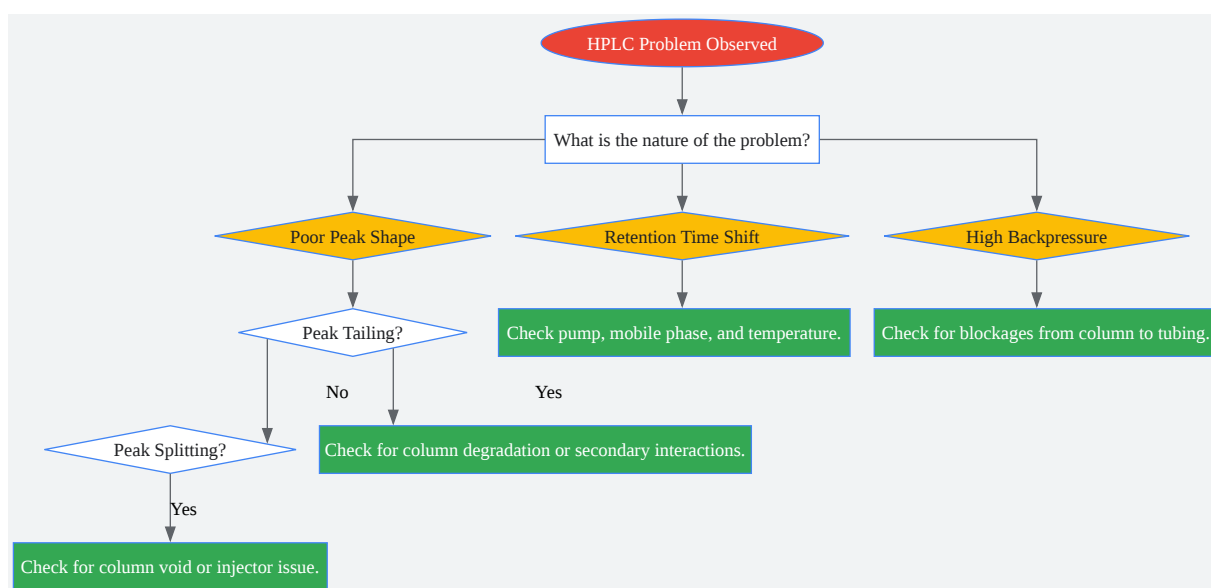 HPLC Problem Observed
What is the nature of the problem?
Poor Peak Shape
Retention Time Shift
High Backpressure
Peak Tailing?
Check pump, mobile phase, and temperature.
Check for blockages from column to tubing.
No
Yes
Peak Splitting?
Check for column degradation or secondary interactions.
Yes
Check for column void or injector issue.